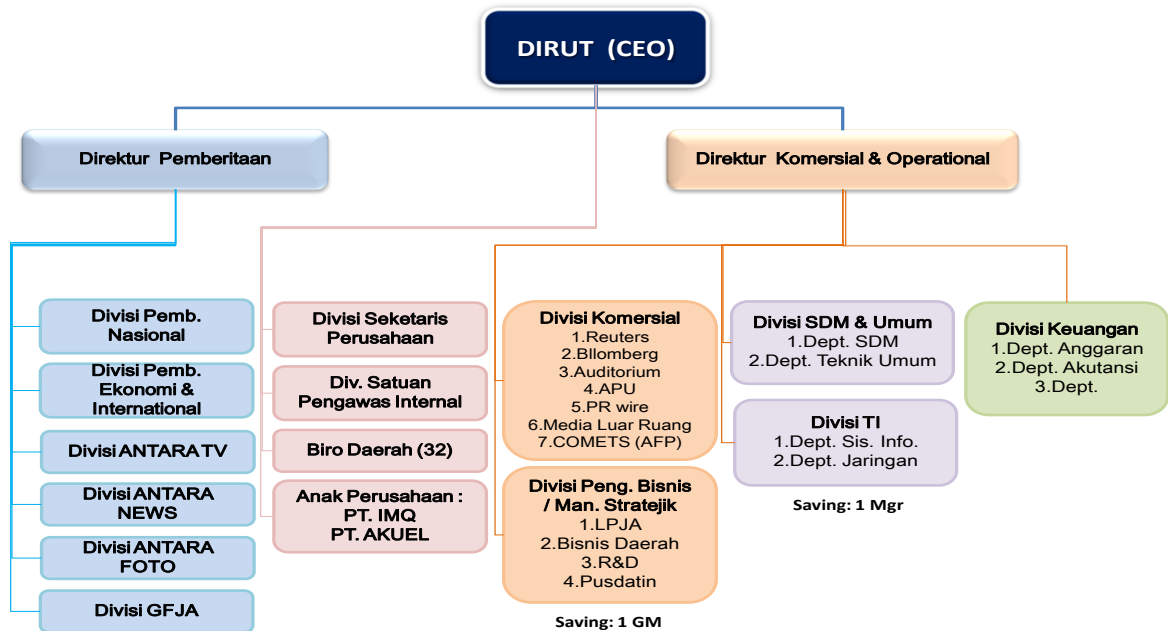 DIRUT (CEO)
Direktur Pemberitaan
Direktur Komersial & Operational
Divisi Pemb.
Nasional
Divisi Pemb.
Ekonomi &
International
Divisi ANTARA TV
Divisi ANTARA
NEWS
Divisi ANTARA
FOTO
Divisi GFJA
Divisi Seketaris
Perusahaan
Div. Satuan
Pengawas Internal
Biro Daerah (32)
Anak Perusahaan :
PT. IMQ
PT. AKUEL
Divisi Komersial
1.Reuters
2.Bllomberg
3.Auditorium
4.APU
5.PR wire
6.Media Luar Ruang
7.COMETS (AFP)
Divisi Peng. Bisnis
/ Man. Stratejik
1.LPJA
2.Bisnis Daerah
3.R&D
4.Pusdatin
Saving: 1 GM
Divisi SDM & Umum
1.Dept. SDM
2.Dept. Teknik Umum
Divisi TI
1.Dept. Sis. Info.
2.Dept. Jaringan
Saving: 1 Mgr
Divisi Keuangan
1.Dept. Anggaran
2.Dept. Akutansi
3.Dept.